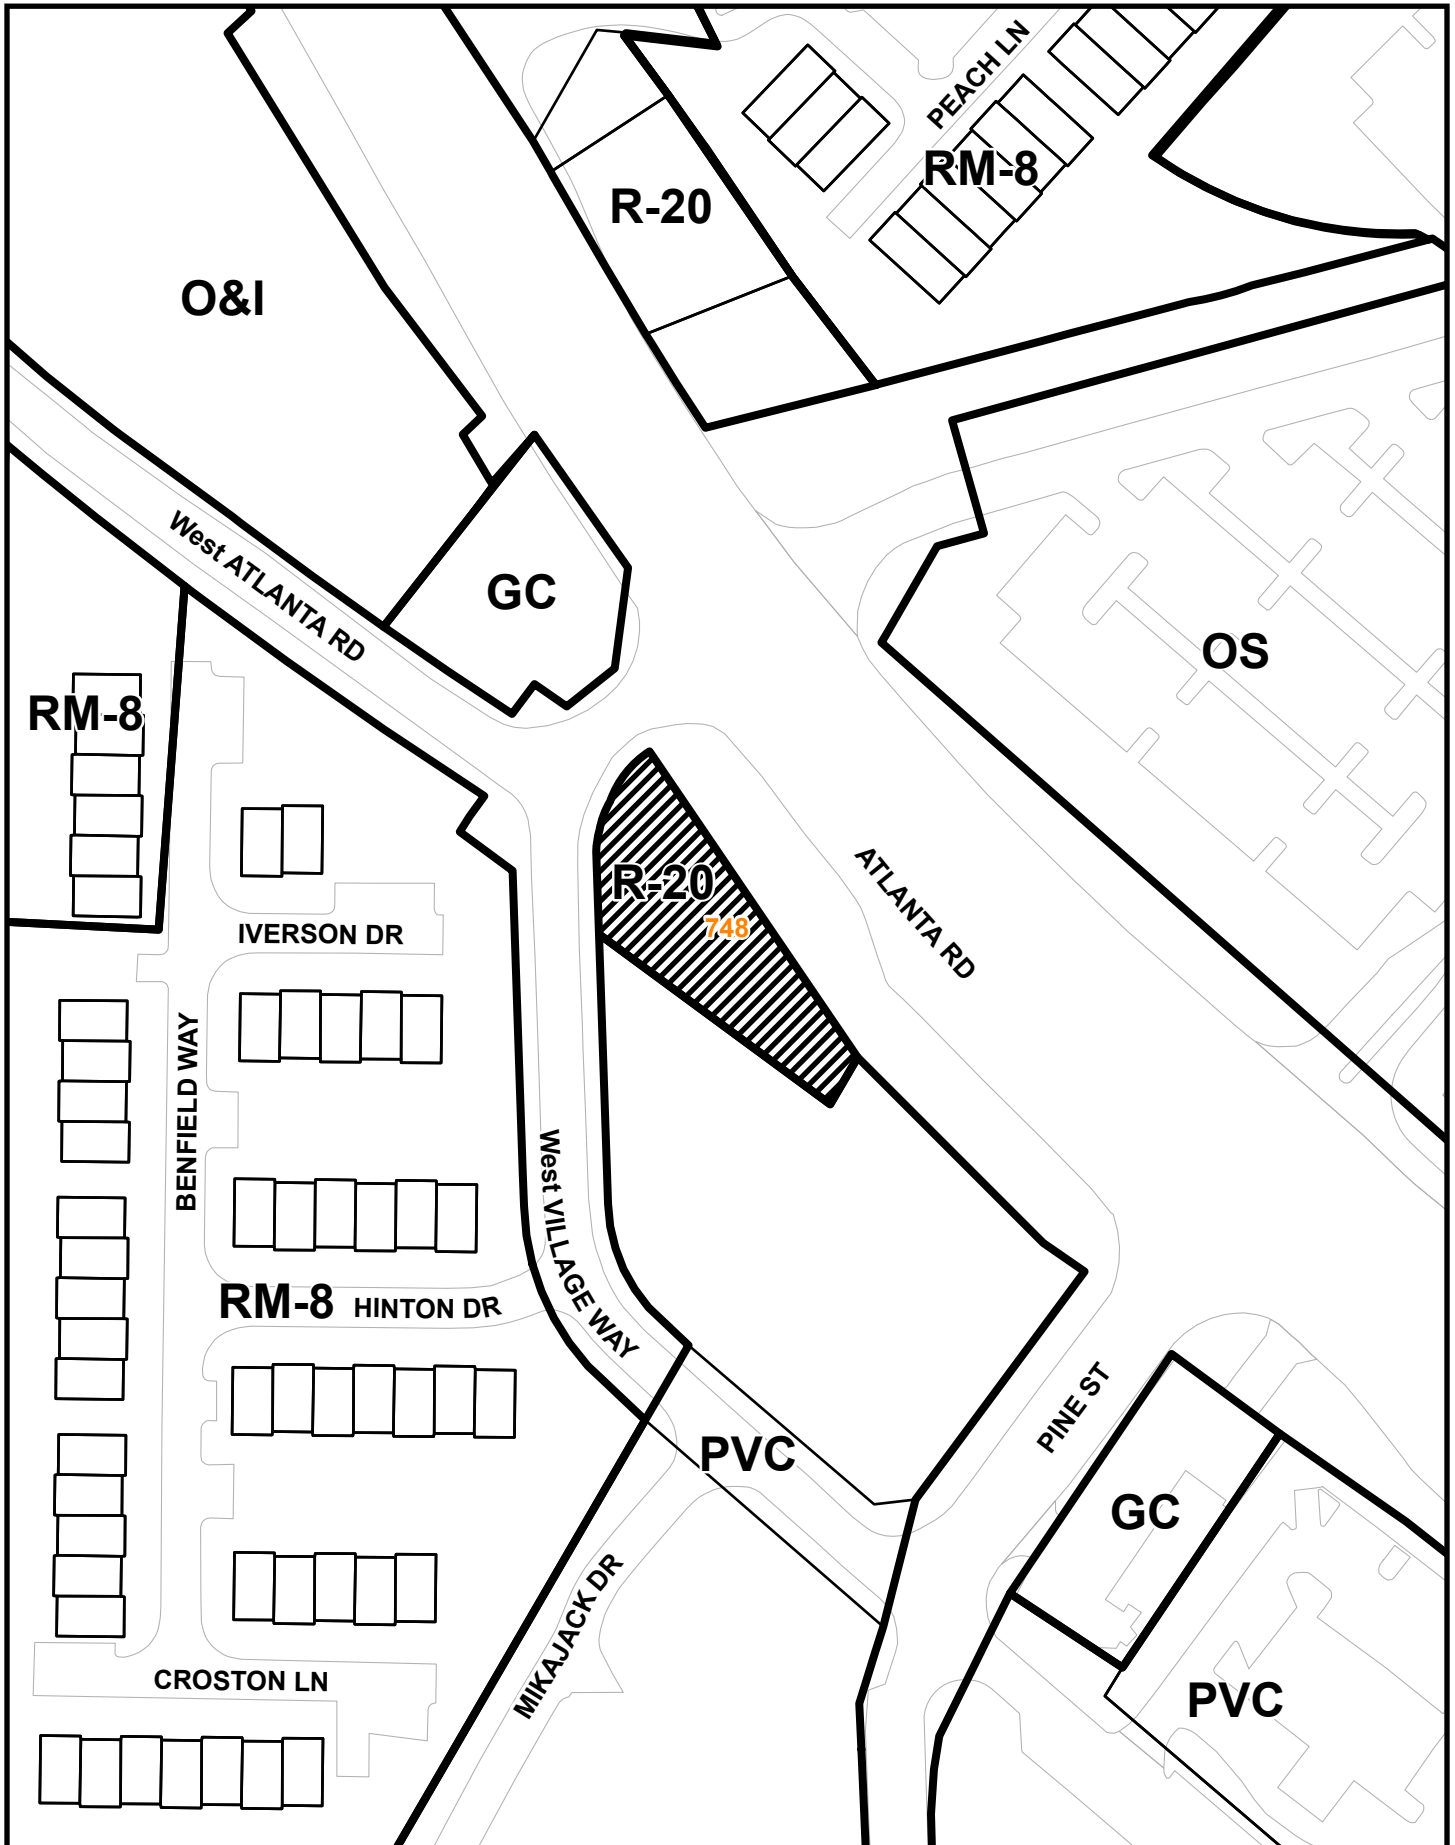 PEACH LN
RM-8
R-20
O&I
West ATLANTA RD
GC
OS
RM-8
R-20
748
ATLANTA RD
IVERSON DR
BENFIELD WAY
West VILLAGE WAY
RM-8
HINTON DR
PINE ST
PVC
GC
MIKAJACK DR
CROSTON LN
PVC